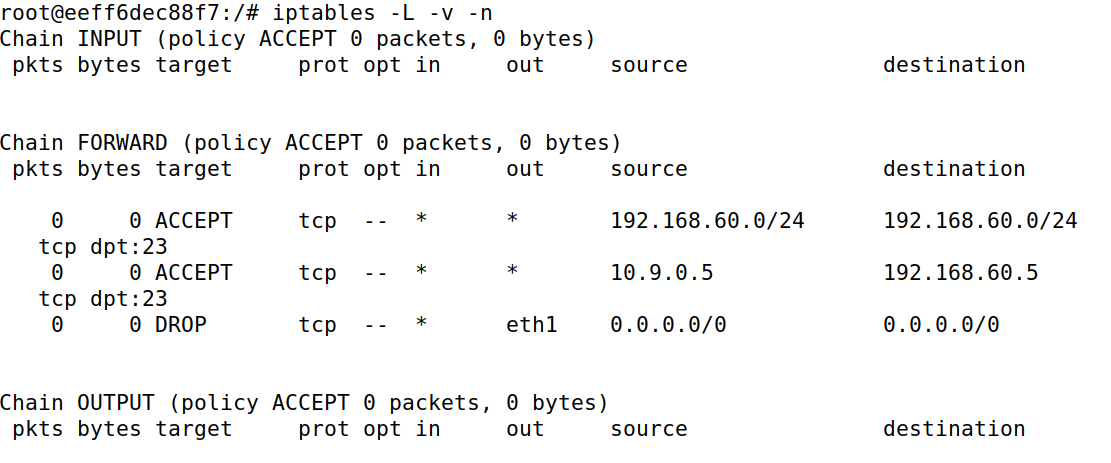 root@eeff6dec88f7:/# iptables -L -v -n
Chain INPUT (policy ACCEPT 0 packets, 0 bytes)
 pkts bytes target     prot opt in     out     source               destination

Chain FORWARD (policy ACCEPT 0 packets, 0 bytes)
 pkts bytes target     prot opt in     out     source               destination
    0     0 ACCEPT     tcp  --  *      *       192.168.60.0/24      192.168.60.0/24
   tcp dpt:23
    0     0 ACCEPT     tcp  --  *      *       10.9.0.5             192.168.60.5
   tcp dpt:23
    0     0 DROP       tcp  --  *      eth1    0.0.0.0/0            0.0.0.0/0

Chain OUTPUT (policy ACCEPT 0 packets, 0 bytes)
 pkts bytes target     prot opt in     out     source               destination